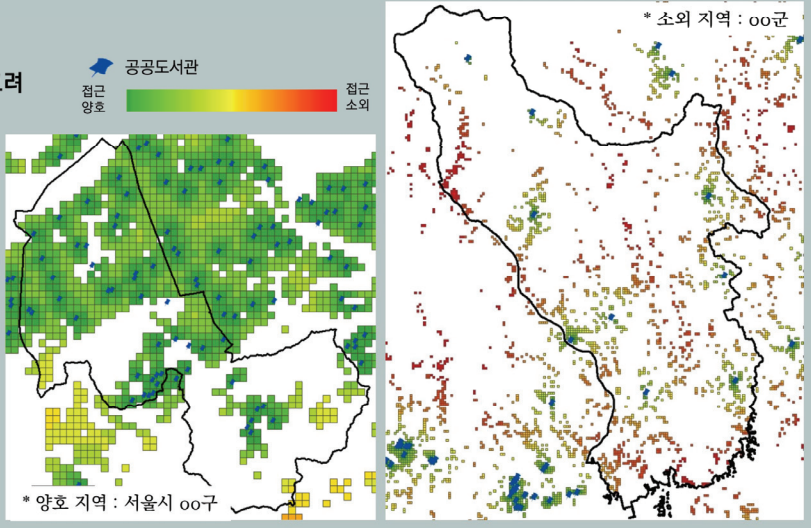 * 소외 지역 : oo군
려
공공도서관
접근
양호
접근
소외
* 양호 지역 : 서울시 oo구